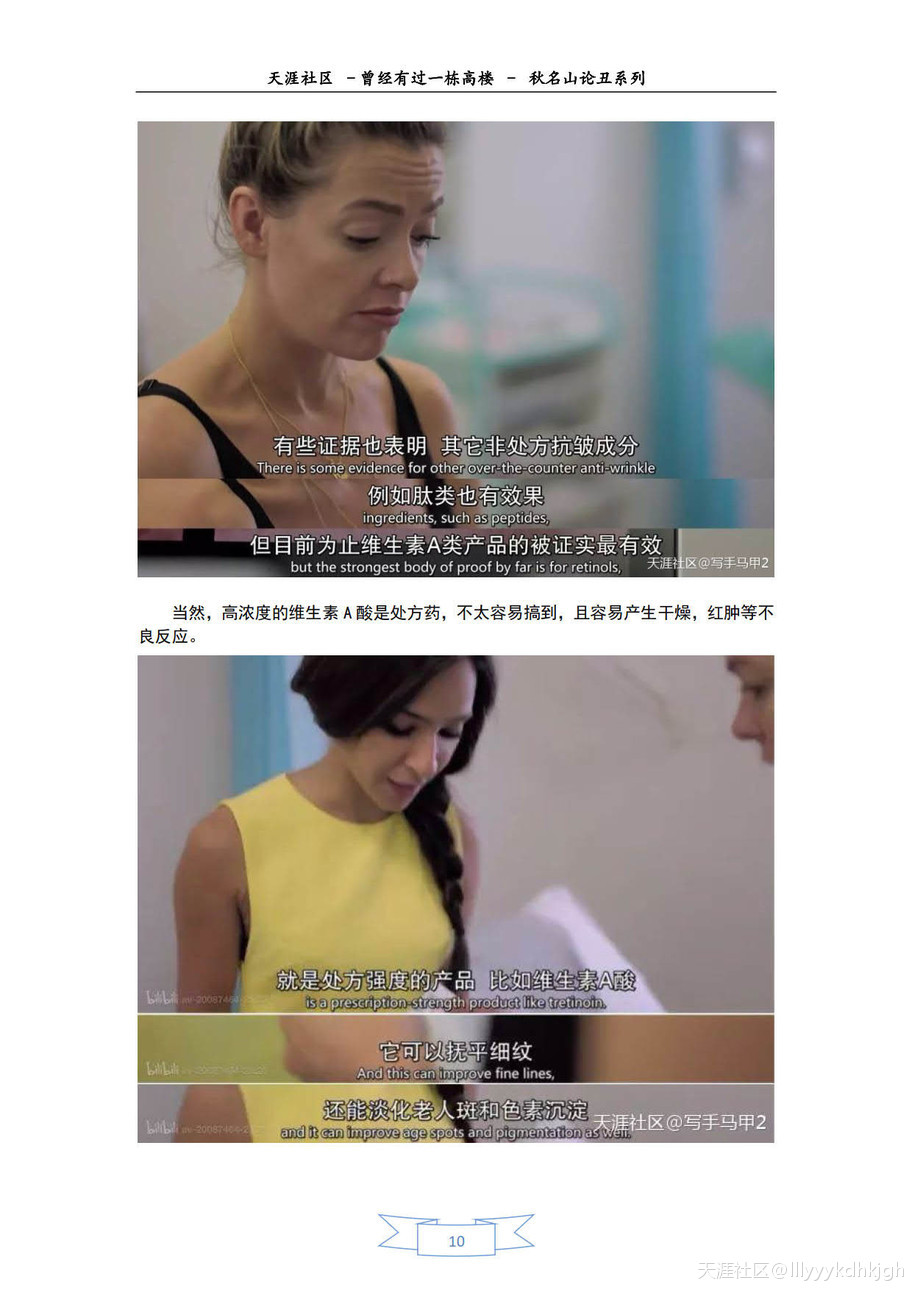 天涯社区 -曾经有过一栋高楼 - 秋名山论丑系列
有些证据也表明 其它非处方抗皱成分
There is some evidence for other over-the-counter anti-wrinkle
例如肽类也有效果
ingredients, such as peptides,
但目前为止维生素A类产品的被证实最有效
but the strongest body of proof by far is for retinols,
天涯社区@写手马甲2
当然，高浓度的维生素 A 酸是处方药，不太容易搞到，且容易产生干燥，红肿等不
良反应。
就是处方强度的产品 比如维生素A酸
is a prescription-strength product like tretinoin.
bilibili
它可以抚平细纹
And this can improve fine lines,
bilibili
还能淡化老人斑和色素沉淀
and it can improve age spots and pigmentation as well.
bilibili
天涯社区@写手马甲2
10
天涯社区@lllyyykdhkjgh